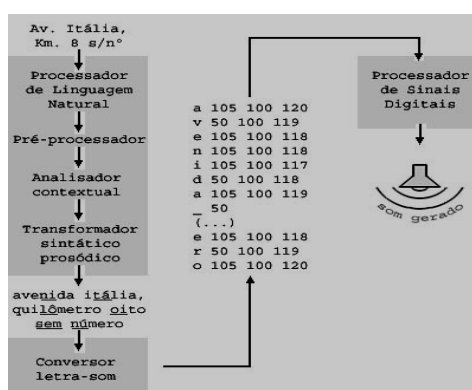 Av. Itália,
Km. 8 s/nº
Processador
de Linguagem
Natural
Pré-processador
Analisador
contextual
Transformador
sintático
prosódico
avenida itália,
quilômetro oito
sem número
Conversor
letra-som
a 105 100 120
v 50 100 119
e 105 100 118
n 105 100 118
i 105 100 117
d 50 100 118
a 105 100 119
_ 50
(...)
e 105 100 118
r 50 100 119
o 105 100 120
Processador
de Sinais
Digitais
som gerado